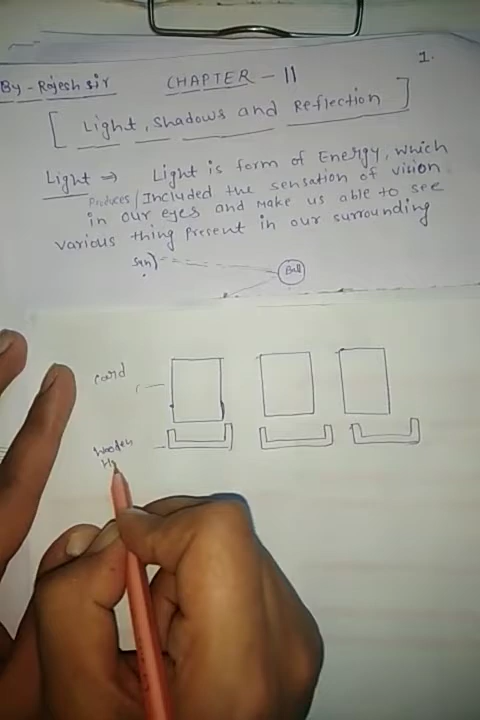 1.
By - Rajesh sir CHAPTER - 11
[ Light, Shadows and Reflection ]
Light ⇒ Light is form of Energy, which
Produces/Included the sensation of vision
in our eyes and Make us able to see
various thing present in our surrounding
Sun Ball
card
wooden